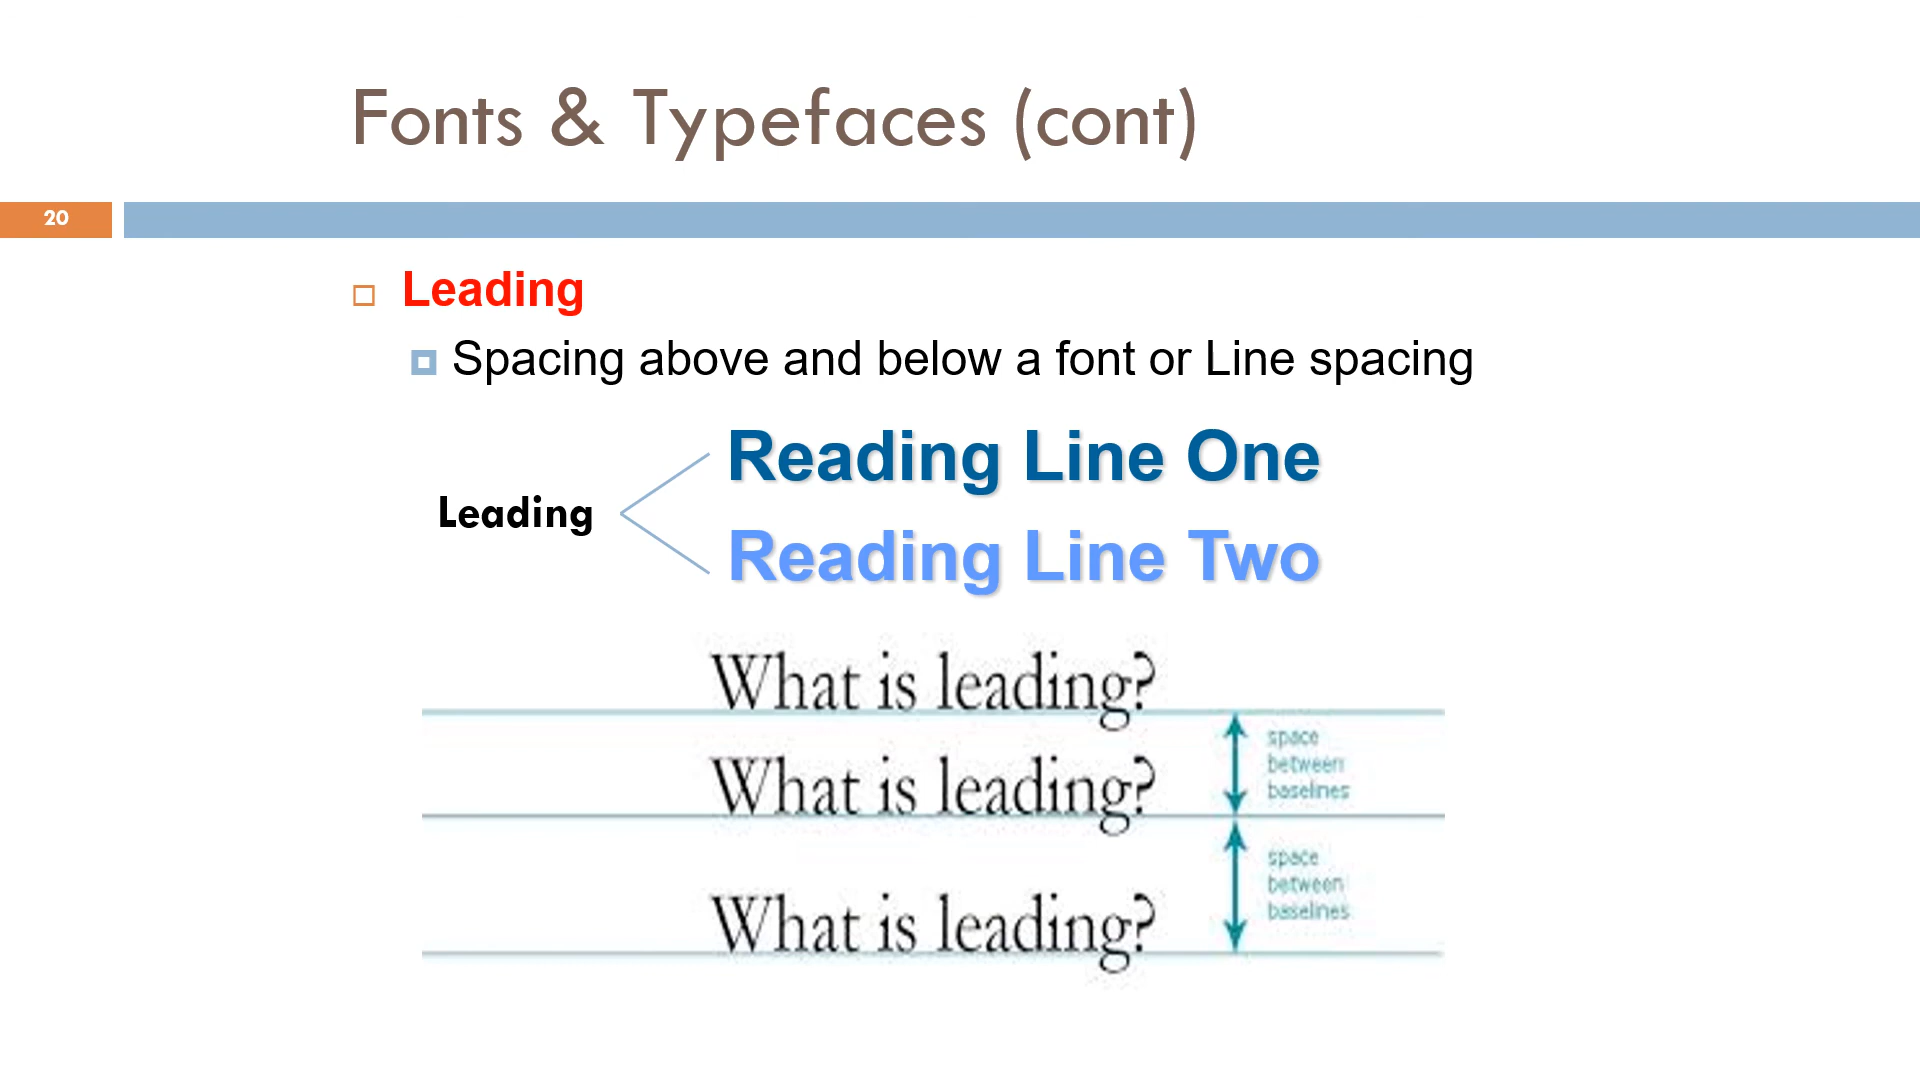 Fonts & Typefaces (cont)
20
Leading
Spacing above and below a font or Line spacing
Reading Line One
Leading
Reading Line Two
What is leading?
space
between
baselines
What is leading?
space
between
baselines
What is leading?